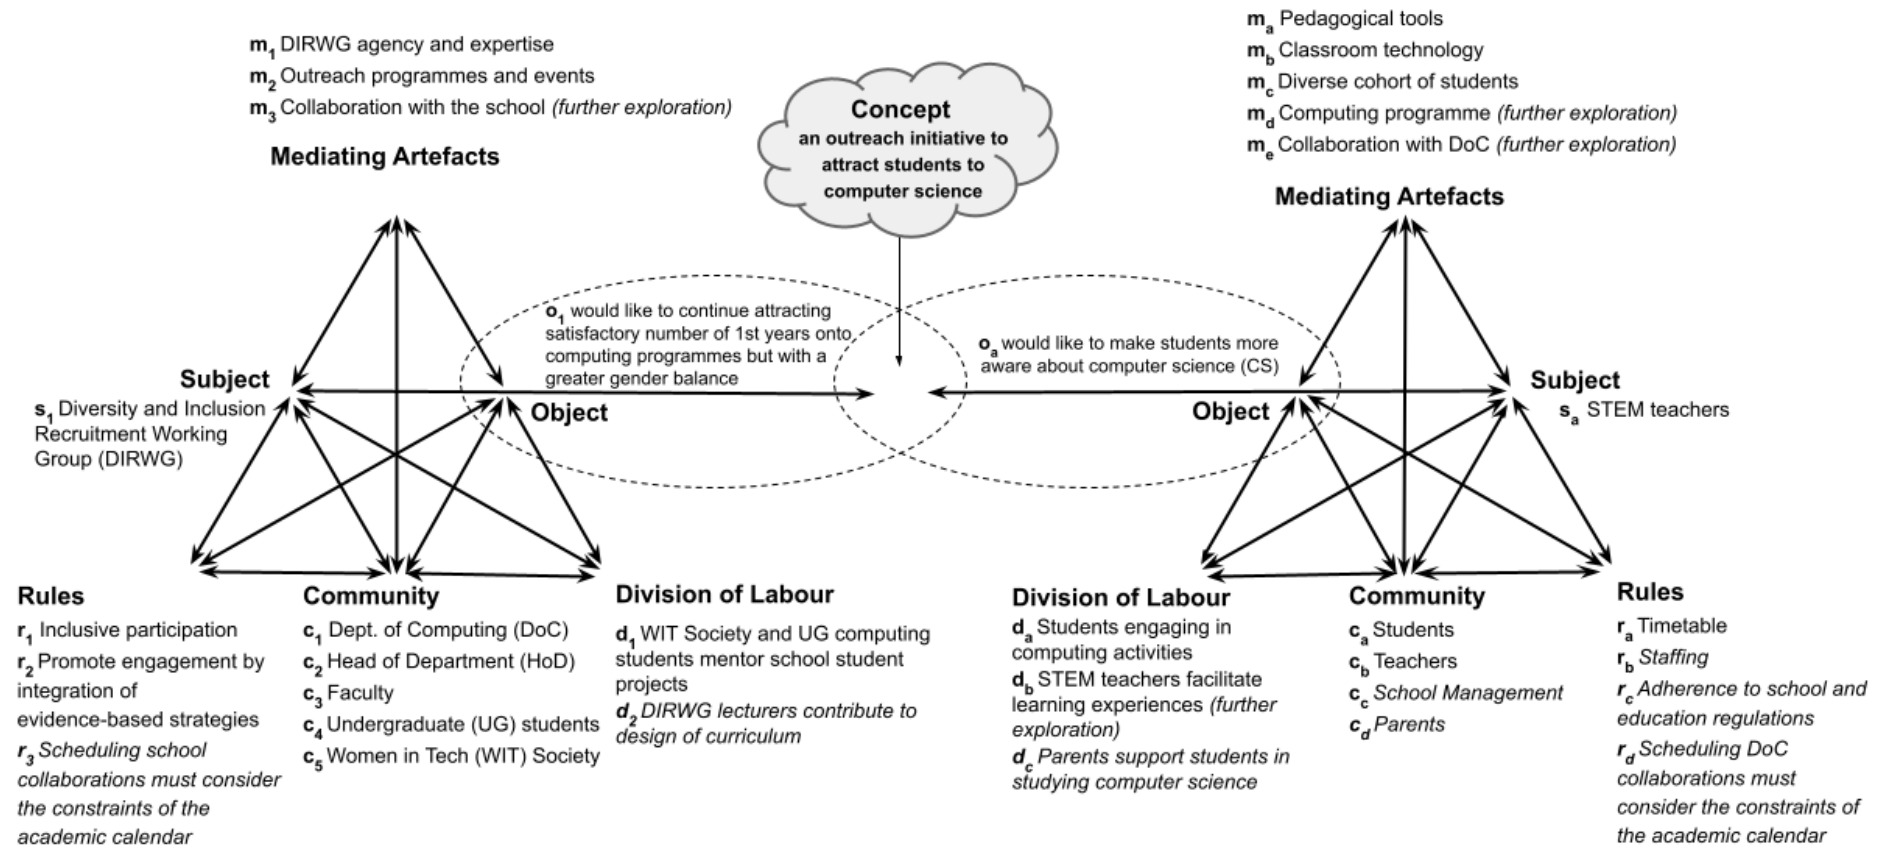 m1 DIRWG agency and expertise
m2 Outreach programmes and events
m3 Collaboration with the school (further exploration)
Mediating Artefacts
Concept
an outreach initiative to
attract students to
computer science
ma Pedagogical tools
mb Classroom technology
mc Diverse cohort of students
md Computing programme (further exploration)
me Collaboration with DoC (further exploration)
Mediating Artefacts
o1 would like to continue attracting
satisfactory number of 1st years onto
computing programmes but with a
greater gender balance
oa would like to make students more
aware about computer science (CS)
Subject
s1 Diversity and Inclusion
Recruitment Working
Group (DIRWG)
Object
Object
Subject
sa STEM teachers
Rules
r1 Inclusive participation
r2 Promote engagement by
integration of
evidence-based strategies
r3 Scheduling school
collaborations must consider
the constraints of the
academic calendar
Community
c1 Dept. of Computing (DoC)
c2 Head of Department (HoD)
c3 Faculty
c4 Undergraduate (UG) students
c5 Women in Tech (WIT) Society
Division of Labour
d1 WIT Society and UG computing
students mentor school student
projects
d2 DIRWG lecturers contribute to
design of curriculum
Division of Labour
da Students engaging in
computing activities
db STEM teachers facilitate
learning experiences (further
exploration)
dc Parents support students in
studying computer science
Community
ca Students
cb Teachers
cc School Management
cd Parents
Rules
ra Timetable
rb Staffing
rc Adherence to school and
education regulations
rd Scheduling DoC
collaborations must
consider the constraints of
the academic calendar